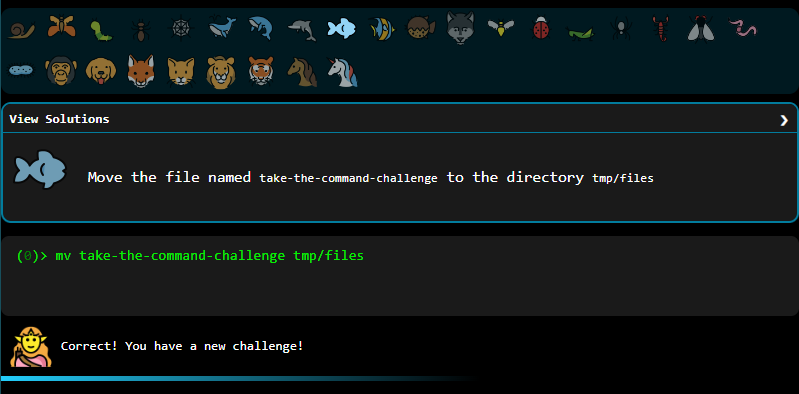 View Solutions ❯
Move the file named take-the-command-challenge to the directory tmp/files
(0)> mv take-the-command-challenge tmp/files
Correct! You have a new challenge!